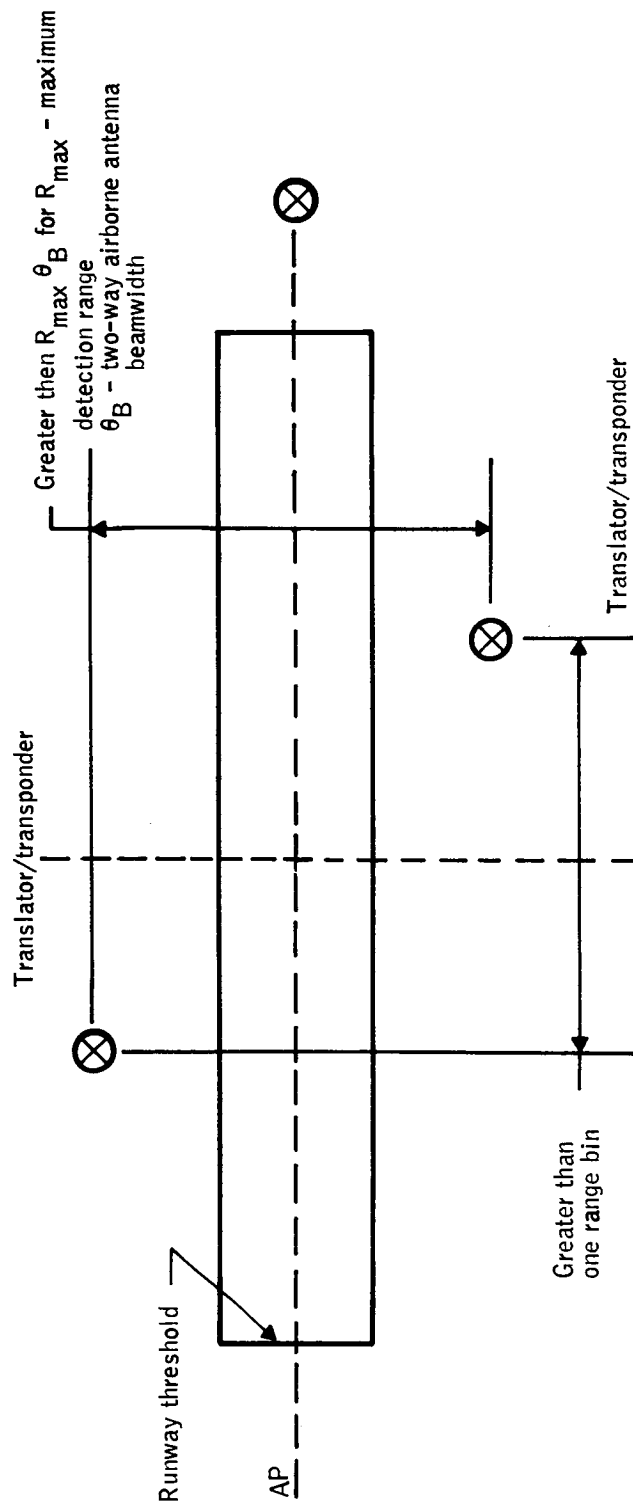 Translator/transponder
Greater then R_max θ_B for R_max - maximum
detection range
θ_B - two-way airborne antenna
beamwidth
Runway threshold
AP
Greater than
one range bin
Translator/transponder